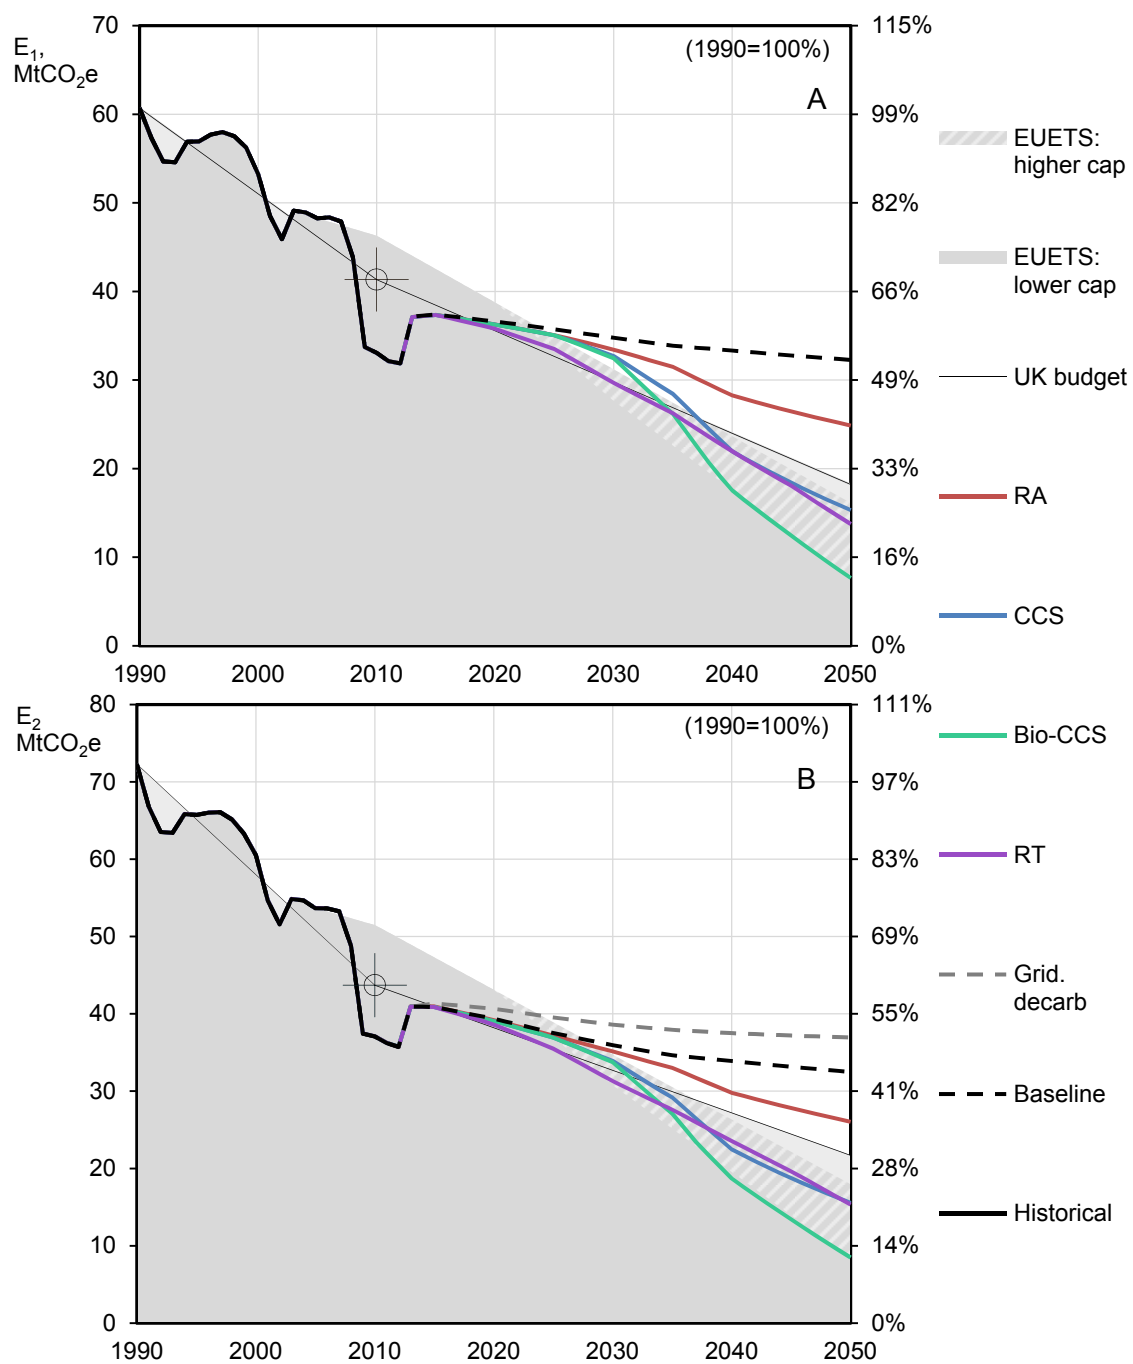 E₁,
MtCO₂e
70
60
50
40
30
20
10
0
(1990=100%)
A
115%
99%
82%
66%
49%
33%
16%
0%
1990 2000 2010 2020 2030 2040 2050
E₂
MtCO₂e
80
70
60
50
40
30
20
10
0
(1990=100%)
B
111%
97%
83%
69%
55%
41%
28%
14%
0%
1990 2000 2010 2020 2030 2040 2050
EUETS:
higher cap
EUETS:
lower cap
UK budget
RA
CCS
Bio-CCS
RT
Grid.
decarb
Baseline
Historical